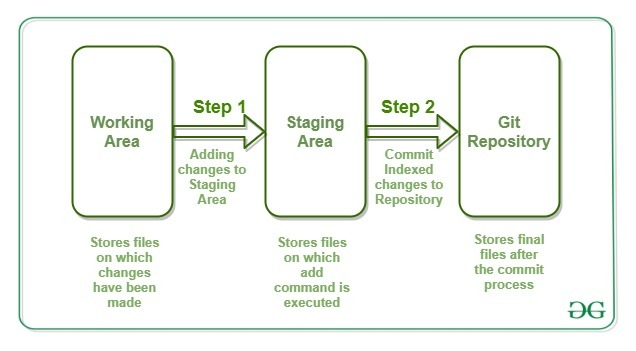 Working
Area
Step 1
Adding
changes to
Staging
Area
Staging
Area
Step 2
Commit
Indexed
changes to
Repository
Git
Repository
Stores files
on which
changes
have been
made
Stores files
on which
add
command is
executed
Stores final
files after
the commit
process